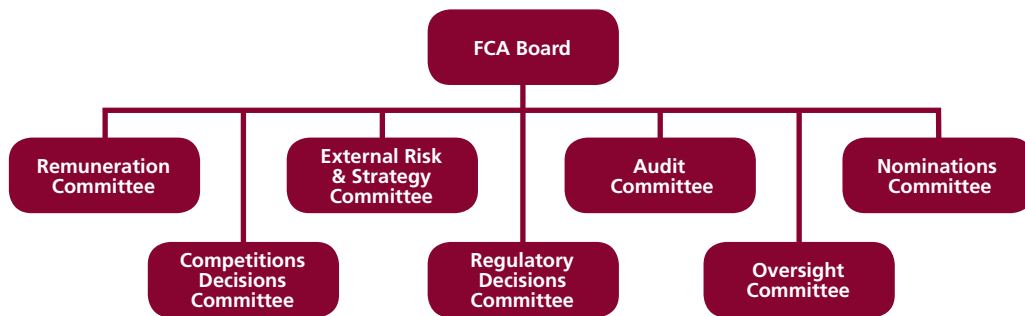 FCA Board
Remuneration
Committee
External Risk
& Strategy
Committee
Audit
Committee
Nominations
Committee
Competitions
Decisions
Committee
Regulatory
Decisions
Committee
Oversight
Committee